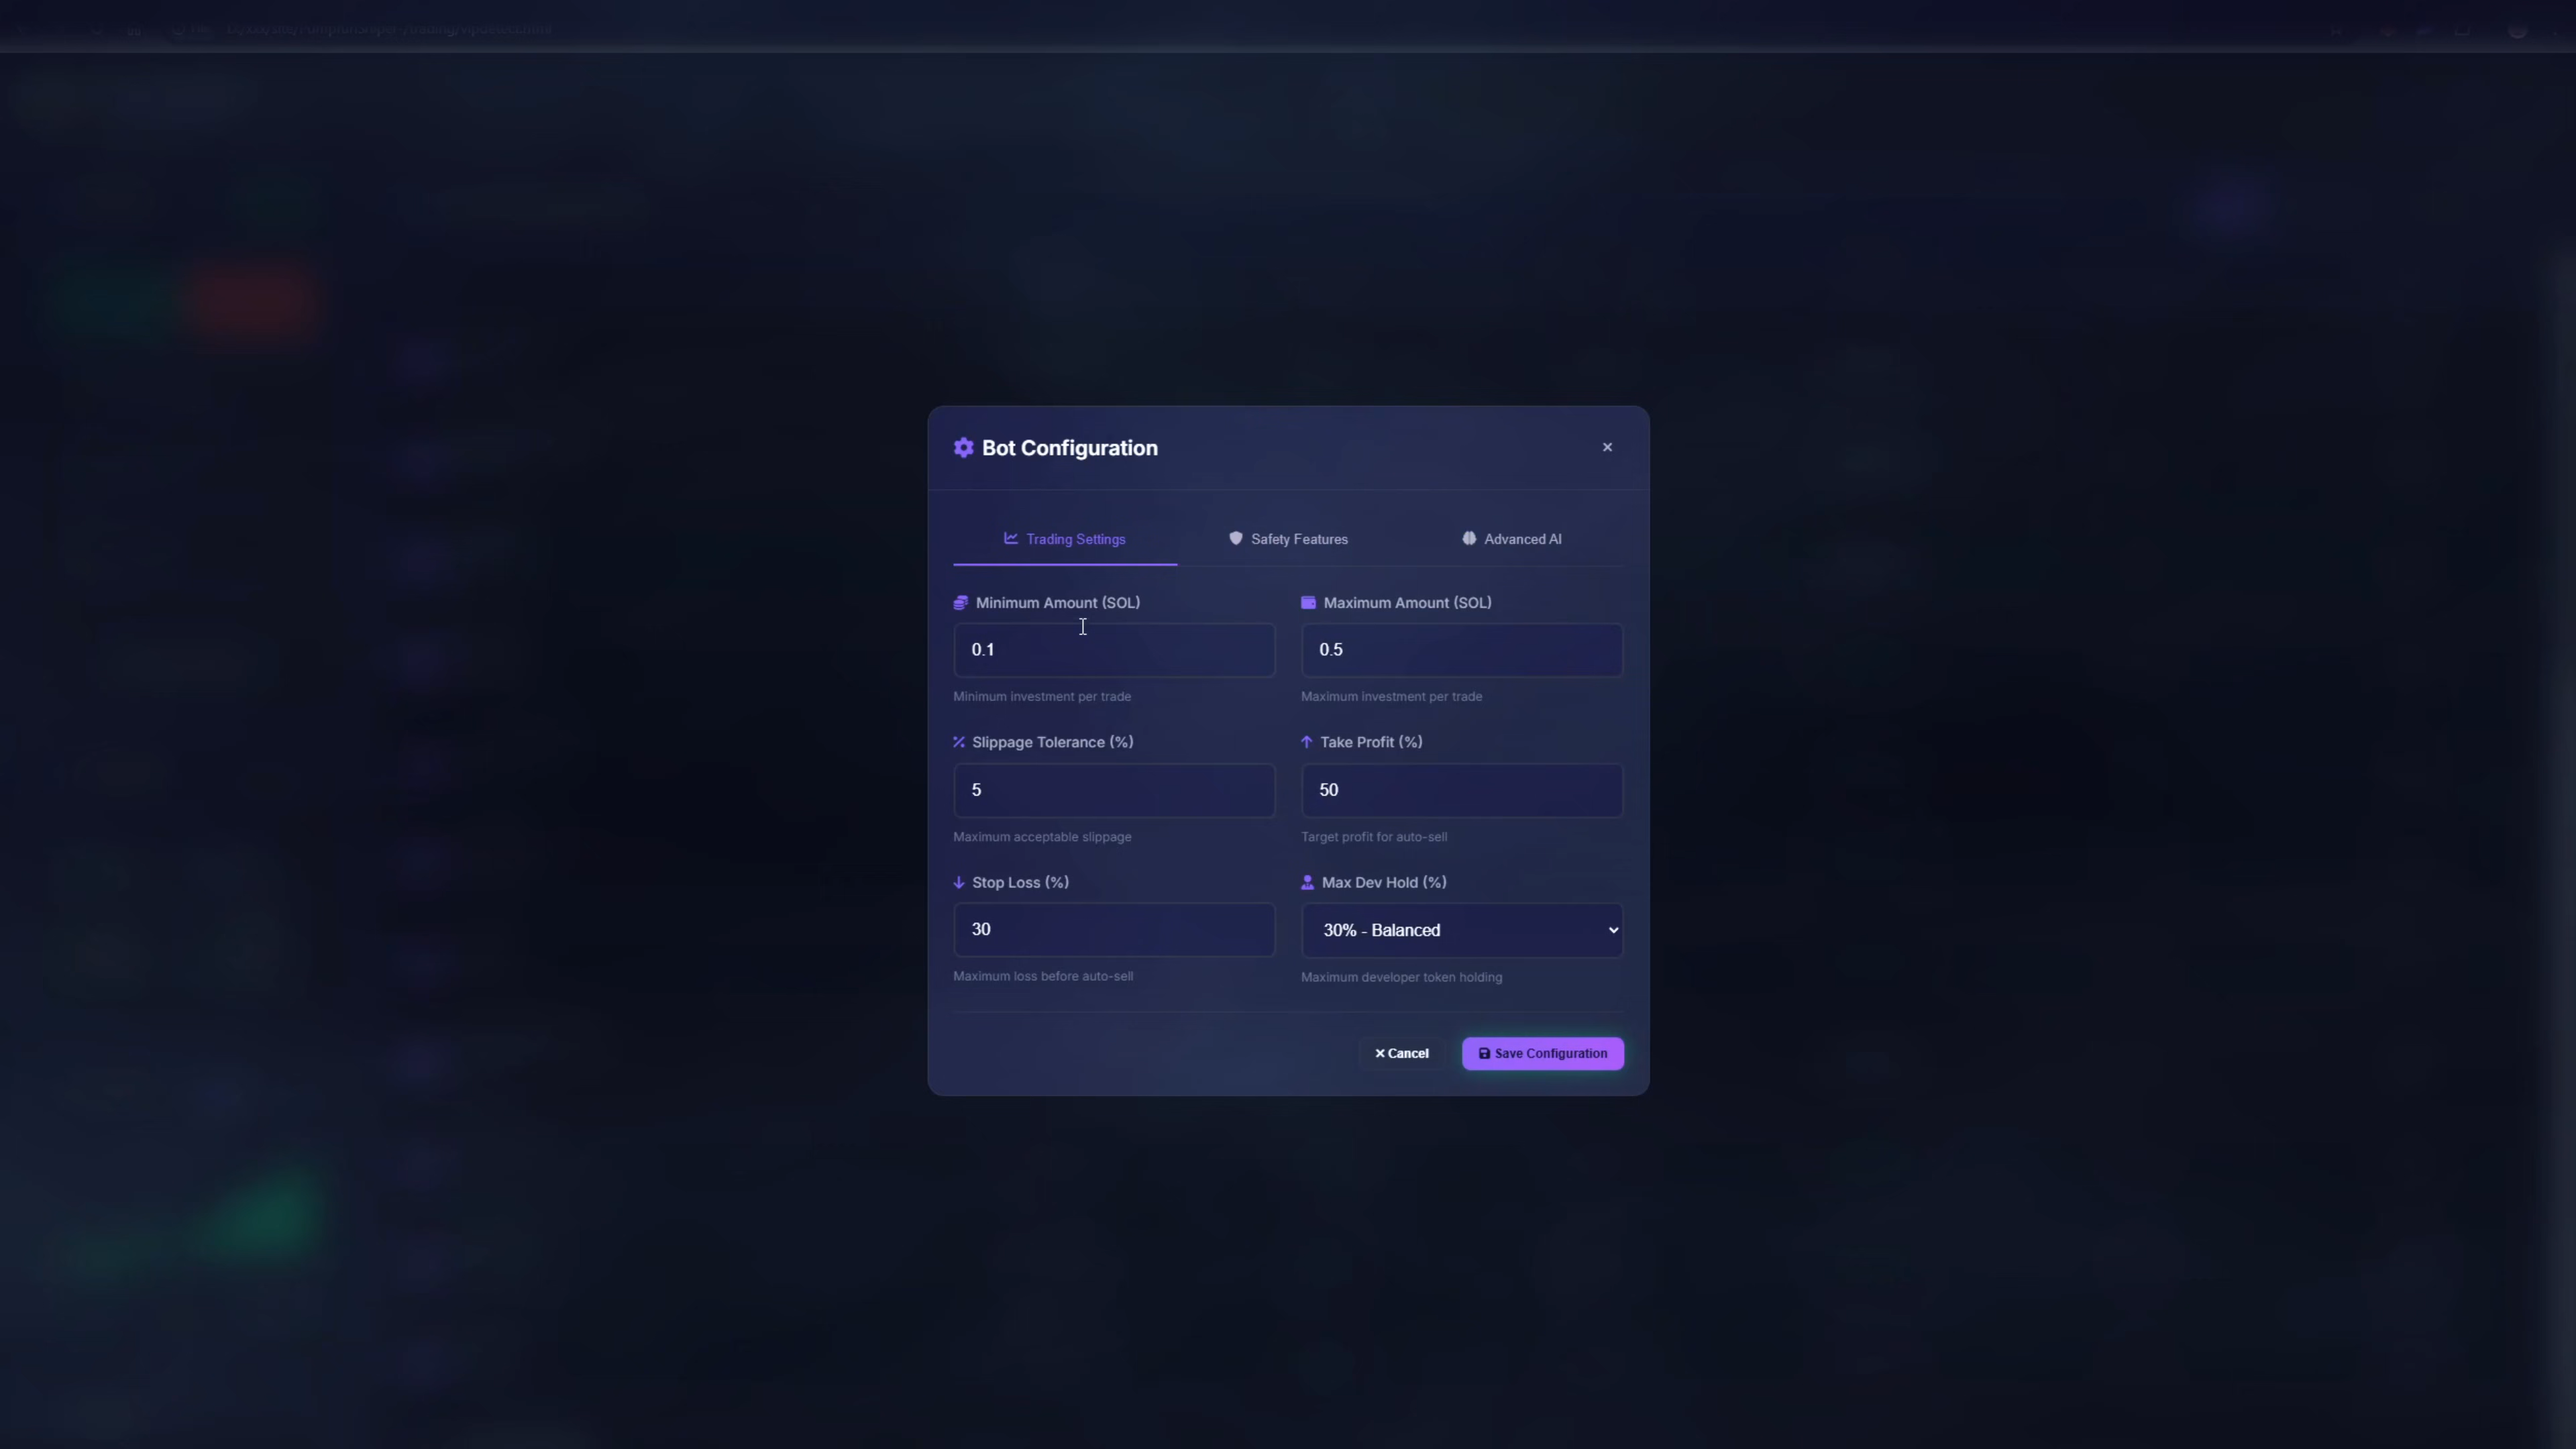 Bot Configuration
Trading Settings
Safety Features
Advanced AI
Minimum Amount (SOL)
Maximum Amount (SOL)
0.1
0.5
Minimum investment per trade
Maximum investment per trade
Slippage Tolerance (%)
Take Profit (%)
5
50
Maximum acceptable slippage
Target profit for auto-sell
Stop Loss (%)
Max Dev Hold (%)
30
30% - Balanced
Maximum loss before auto-sell
Maximum developer token holding
Cancel
Save Configuration